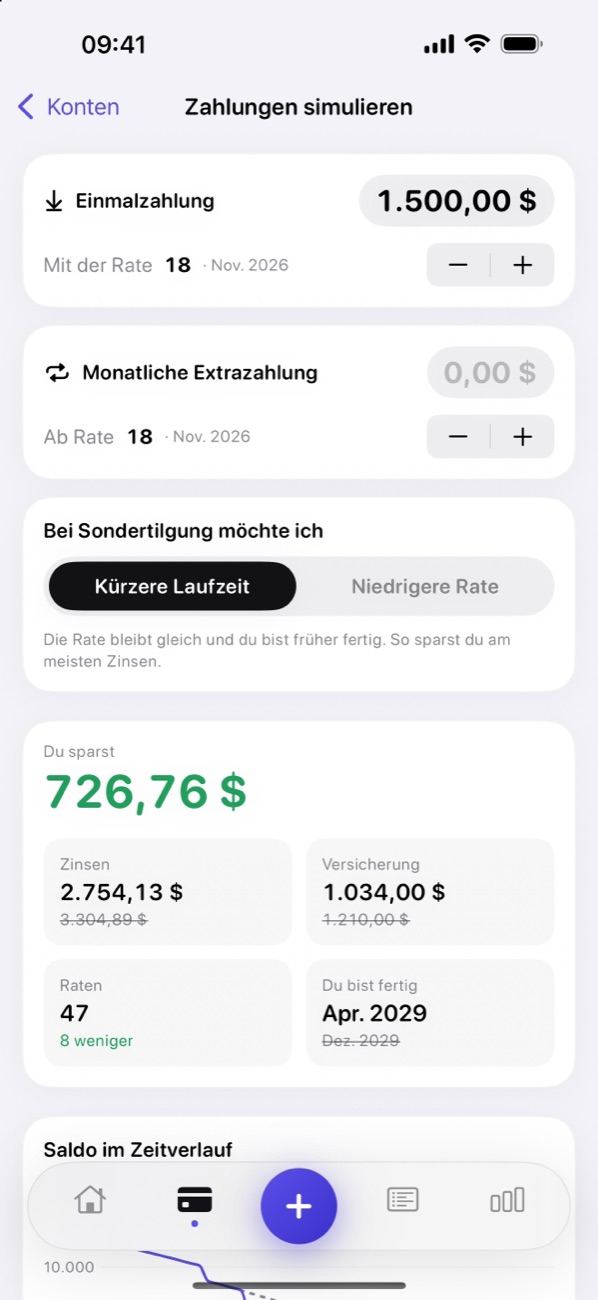 09:41
Konten
Zahlungen simulieren
Einmalzahlung
1.500,00 $
Mit der Rate 18 · Nov. 2026
− +
Monatliche Extrazahlung
0,00 $
Ab Rate 18 · Nov. 2026
− +
Bei Sondertilgung möchte ich
Kürzere Laufzeit
Niedrigere Rate
Die Rate bleibt gleich und du bist früher fertig. So sparst du am
meisten Zinsen.
Du sparst
726,76 $
Zinsen
2.754,13 $
3.304,89 $
Versicherung
1.034,00 $
1.210,00 $
Raten
47
8 weniger
Du bist fertig
Apr. 2029
Dez. 2029
Saldo im Zeitverlauf
+
10.000